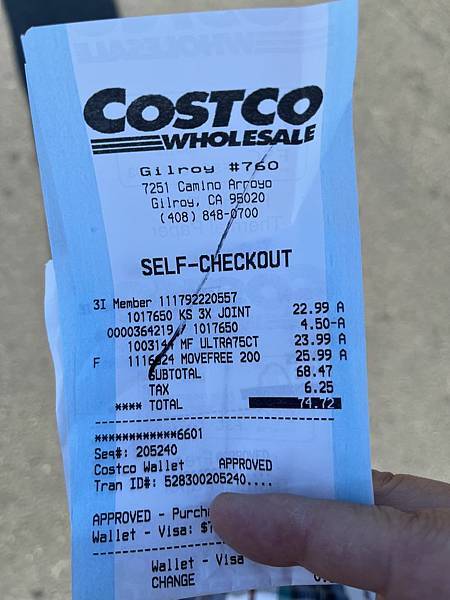 COSTCO
WHOLESALE
Gilroy #760
7251 Camino Arroyo
Gilroy, CA 95020
(408) 848-0700
SELF-CHECKOUT
3I Member 111792220557
1017650 KS 3X JOINT 22.99 A
0000364219 1017650 4.50-A
MF ULTRA75CT 23.99 A
F MOVEFREE 200 25.99 A
SUBTOTAL 68.47
TAX 6.25
**** TOTAL 74.72
************6601
Seq#: 205240
Costco Wallet APPROVED
Tran ID#: 528300205240....
APPROVED - Purch
Wallet - Visa: $
Wallet - Visa
CHANGE